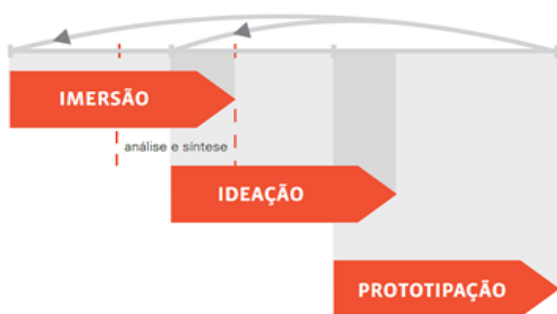 IMERSÃO
análise e síntese
IDEAÇÃO
PROTOTIPAÇÃO